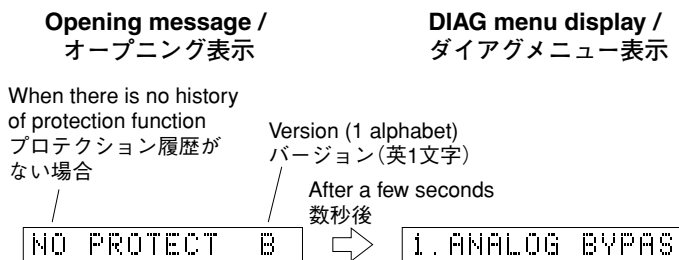 Opening message /
オープニング表示
DIAG menu display /
ダイアグメニュー表示
When there is no history
of protection function
プロテクション履歴が
ない場合
Version (1 alphabet)
バージョン（英1文字）
After a few seconds
数秒後
NO PROTECT B
1.ANALOG BYPAS